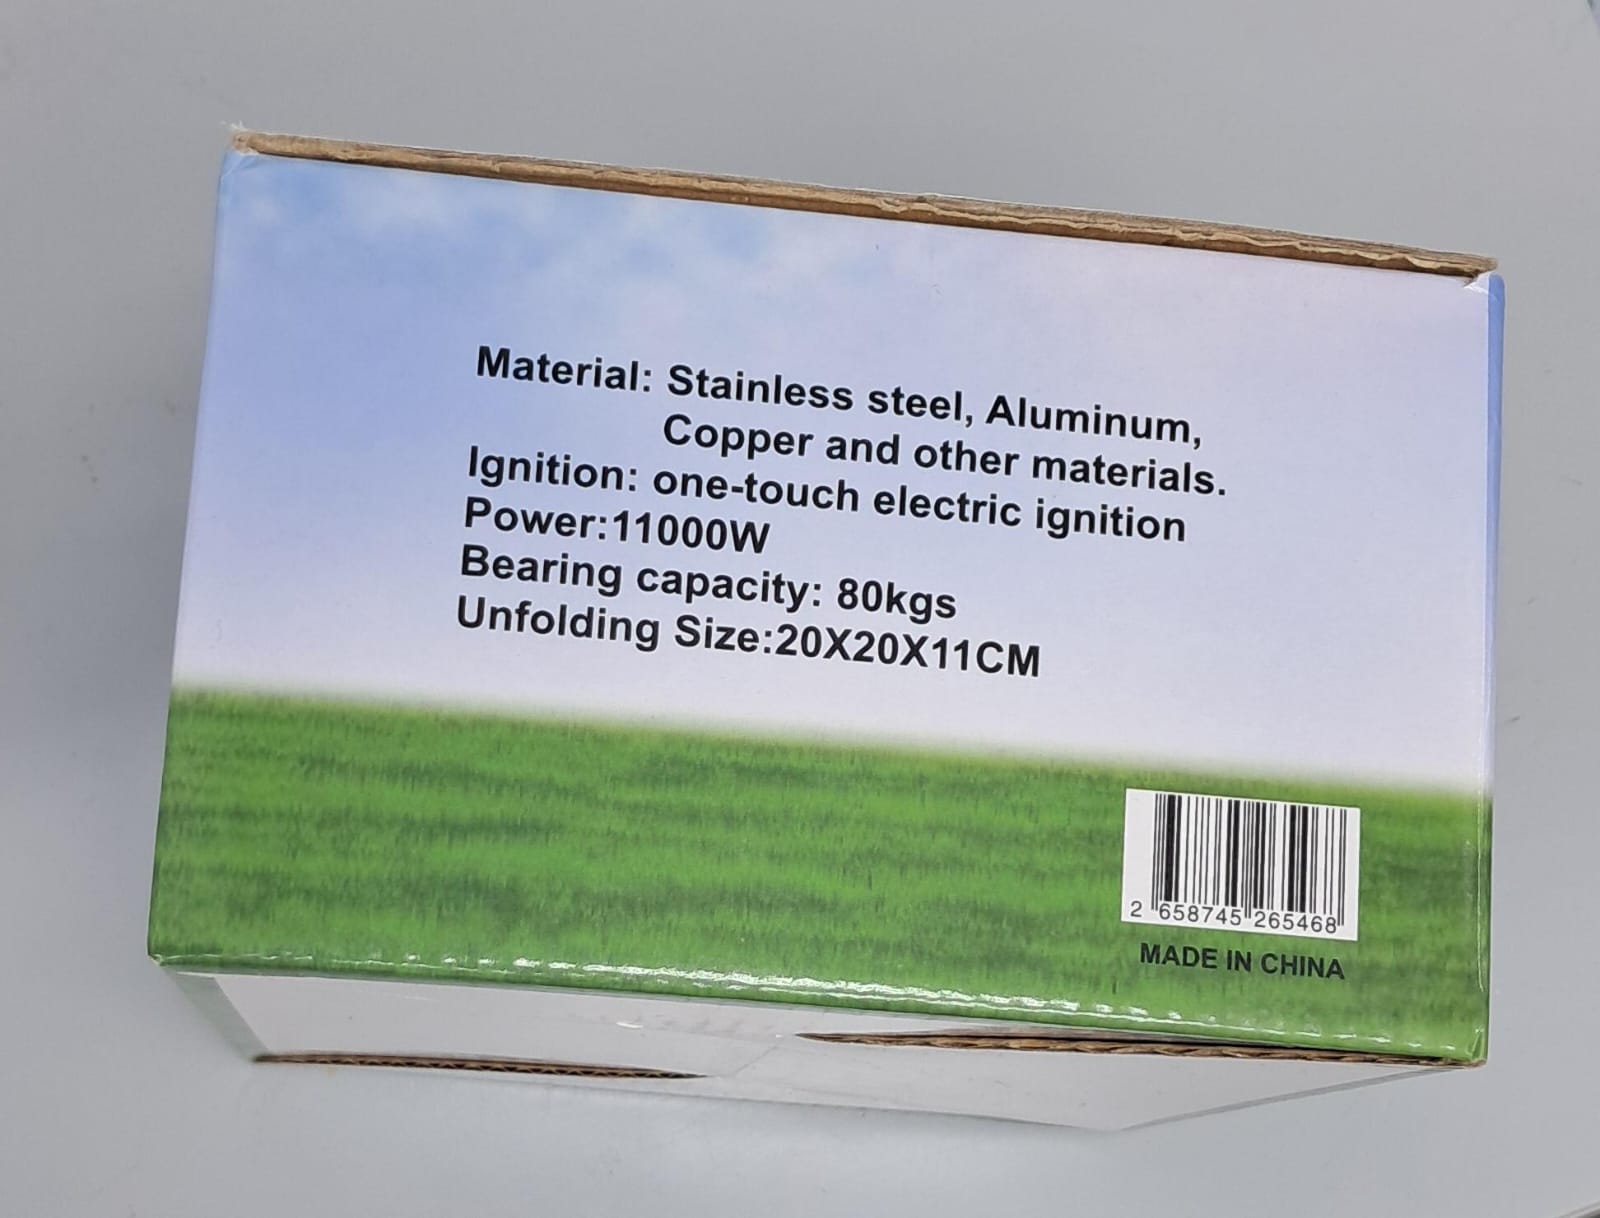 Material: Stainless steel, Aluminum,
Copper and other materials.
Ignition: one-touch electric ignition
Power:11000W
Bearing capacity: 80kgs
Unfolding Size:20X20X11CM
2 658745 265468
MADE IN CHINA